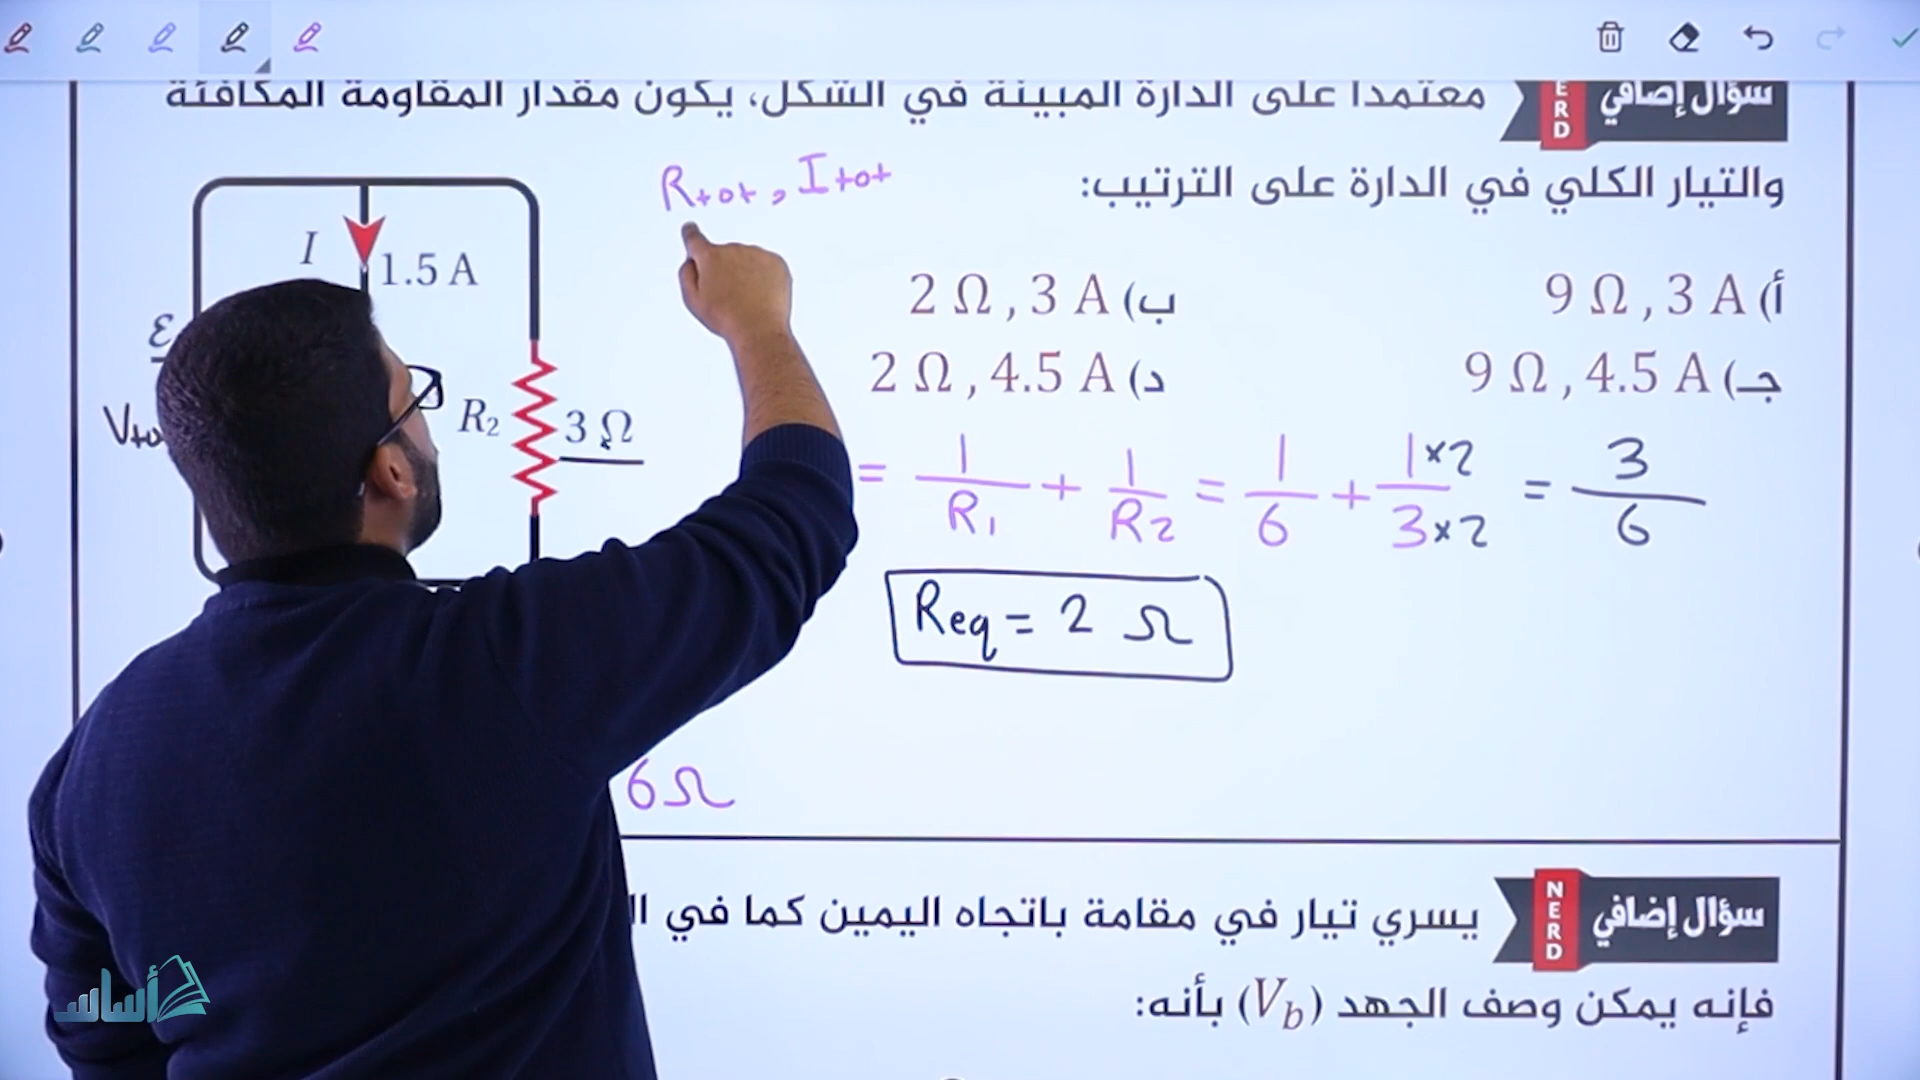 سؤال إضافي NERD معتمدا على الدارة المبينة في الشكل، يكون مقدار المقاومة المكافئة
والتيار الكلي في الدارة على الترتيب:
Rtot , Itot
I
1.5 A
أ) 9 Ω , 3 A
ب) 2 Ω , 3 A
جـ) 9 Ω , 4.5 A
د) 2 Ω , 4.5 A
ε
R2
3 Ω
= 1/R1 + 1/R2 = 1/6 + 1×2/3×2 = 3/6
Req = 2 Ω
6Ω
سؤال إضافي NERD يسري تيار في مقامة باتجاه اليمين كما في
فإنه يمكن وصف الجهد (Vb) بأنه:
أساس